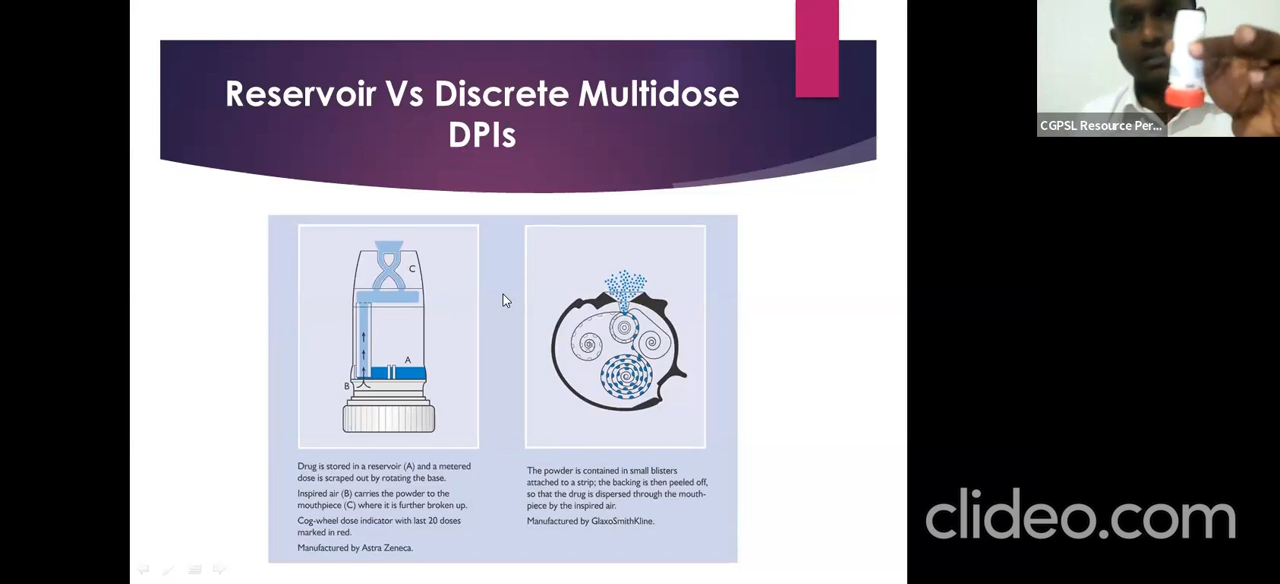 Reservoir Vs Discrete Multidose
DPIs
CGPSL Resource Per...
C
A
B
Drug is stored in a reservoir (A) and a metered
dose is scraped out by rotating the base.
Inspired air (B) carries the powder to the
mouthpiece (C) where it is further broken up.
Cog-wheel dose indicator with last 20 doses
marked in red.
Manufactured by Astra Zeneca.
The powder is contained in small blisters
attached to a strip; the backing is then peeled off,
so that the drug is dispersed through the mouth-
piece by the inspired air.
Manufactured by GlaxoSmithKline.
clideo.com